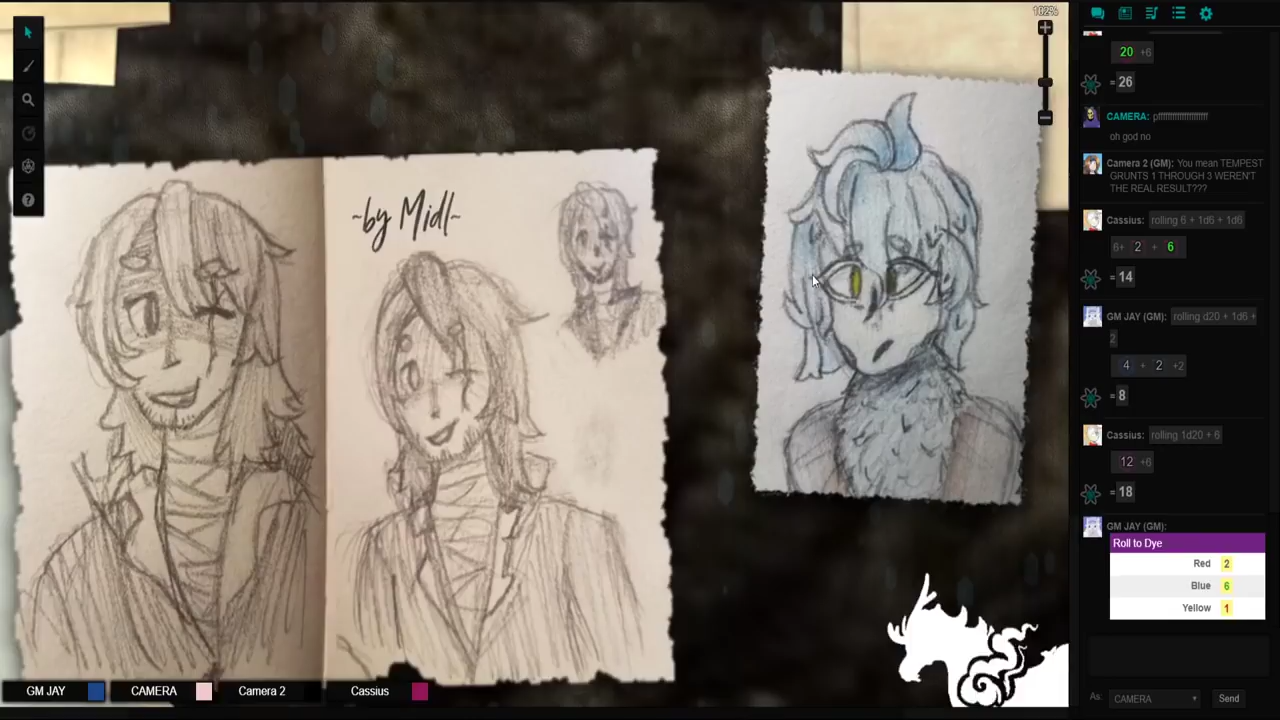 102%
20 +6
= 26
CAMERA: pffffffffffffffffffff
oh god no
Camera 2 (GM): You mean TEMPEST
GRUNTS 1 THROUGH 3 WEREN'T
THE REAL RESULT???
Cassius: rolling 6 + 1d6 + 1d6
6+ 2 + 6
= 14
GM JAY (GM): rolling d20 + 1d6 +
2
4 + 2 +2
= 8
Cassius: rolling 1d20 + 6
12 +6
= 18
GM JAY (GM):
Roll to Dye
Red 2
Blue 6
Yellow 1
~by Midl~
GM JAY
CAMERA
Camera 2
Cassius
As: CAMERA
Send